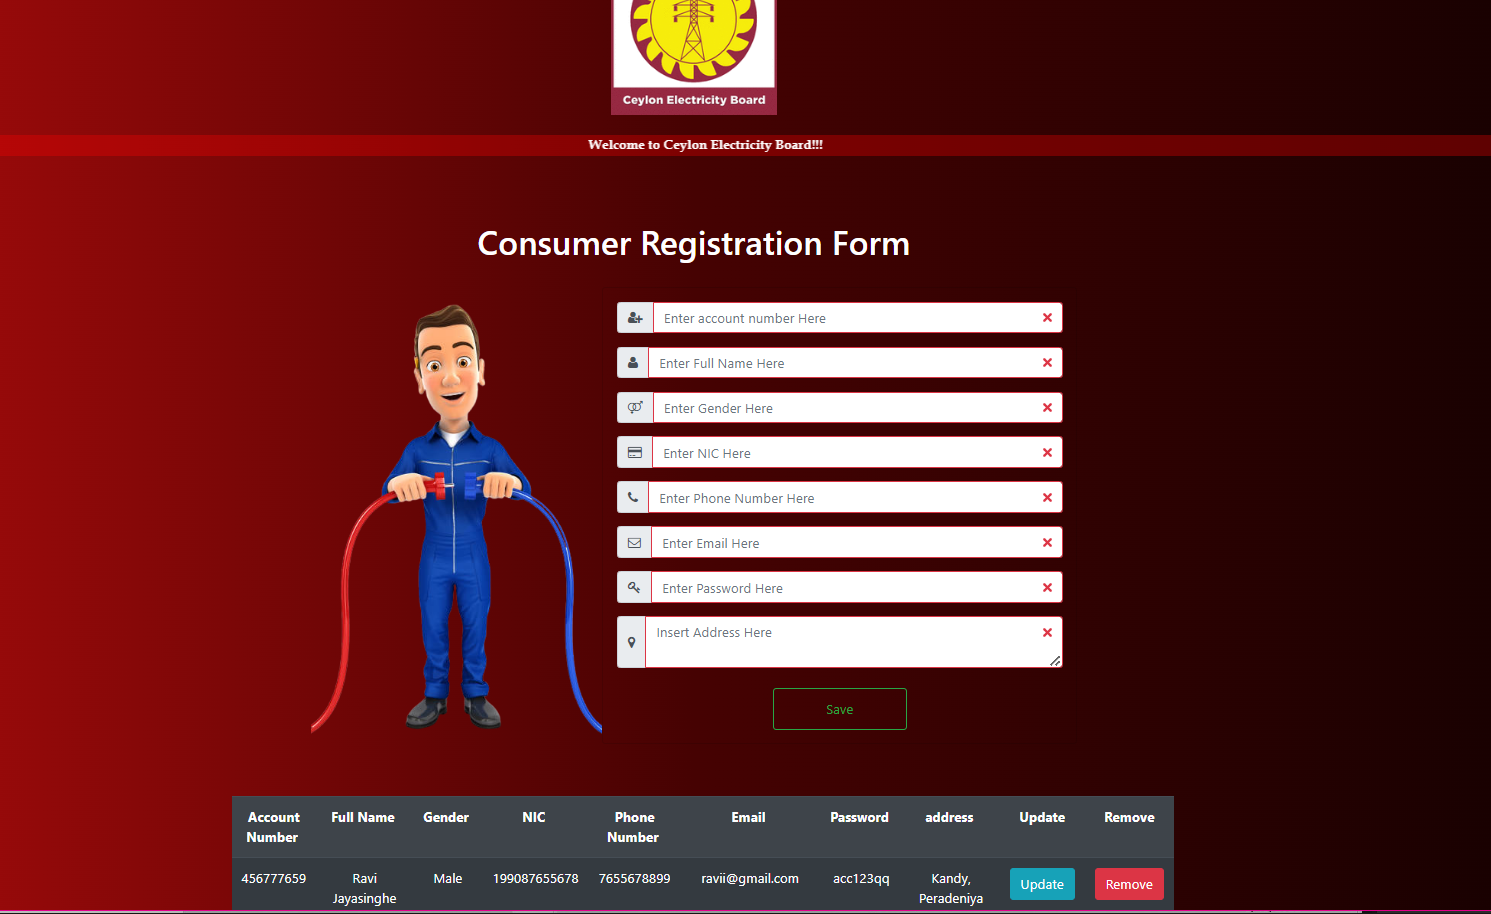 Ceylon Electricity Board
Welcome to Ceylon Electricity Board!!!
Consumer Registration Form
Enter account number Here
Enter Full Name Here
Enter Gender Here
Enter NIC Here
Enter Phone Number Here
Enter Email Here
Enter Password Here
Insert Address Here
Save
Account Number Full Name Gender NIC Phone Number Email Password address Update Remove
456777659 Ravi Jayasinghe Male 199087655678 7655678899 ravii@gmail.com acc123qq Kandy, Peradeniya Update Remove